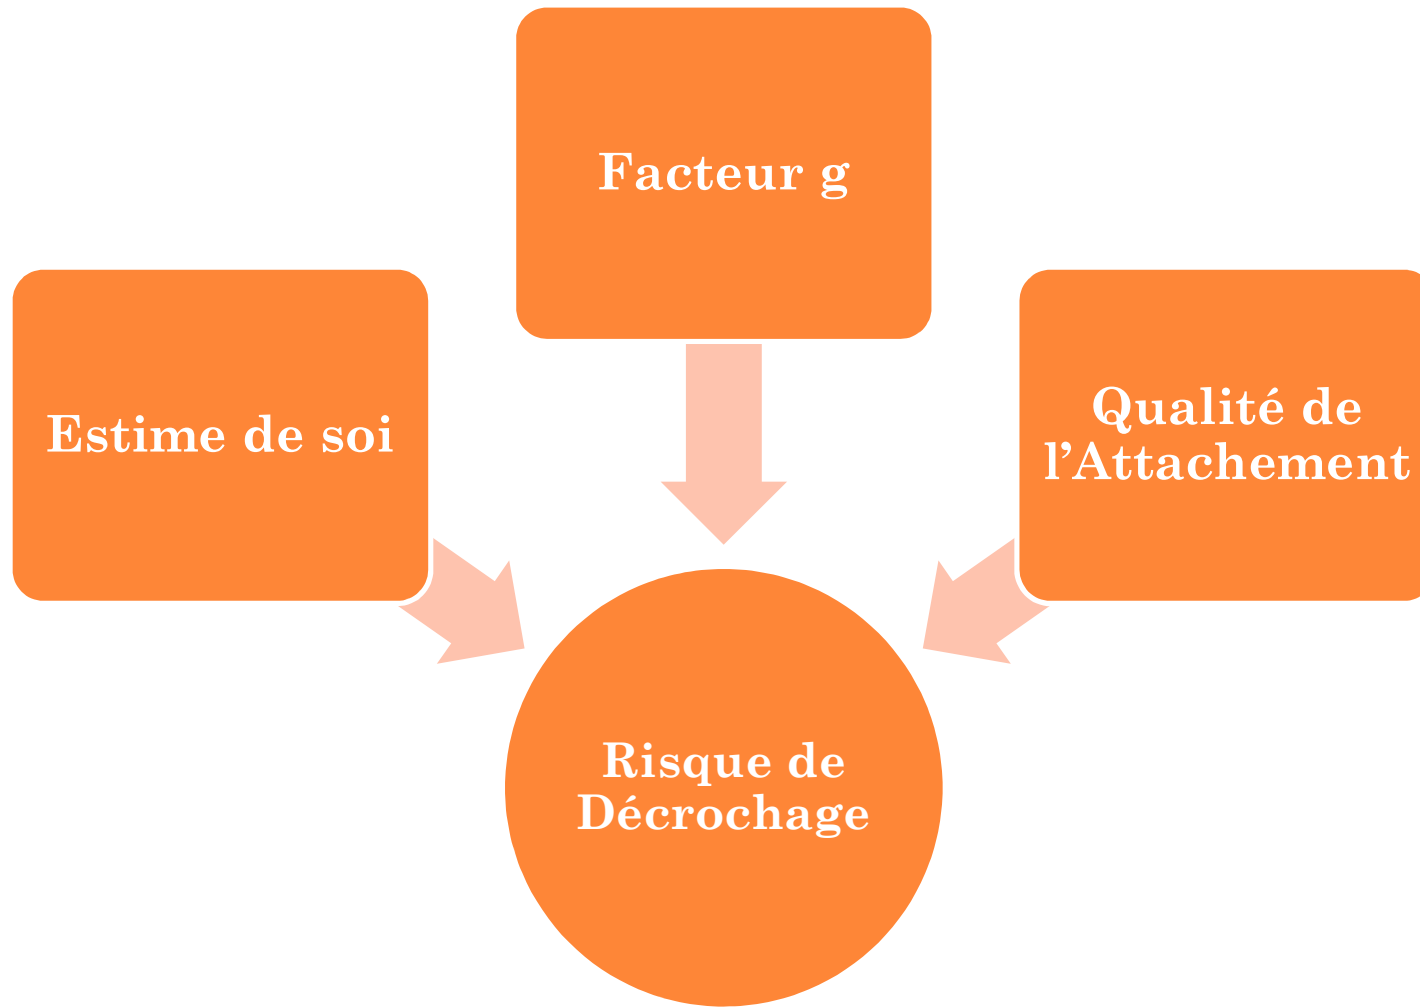 Facteur g
Estime de soi
Qualité de
l’Attachement
Risque de
Décrochage